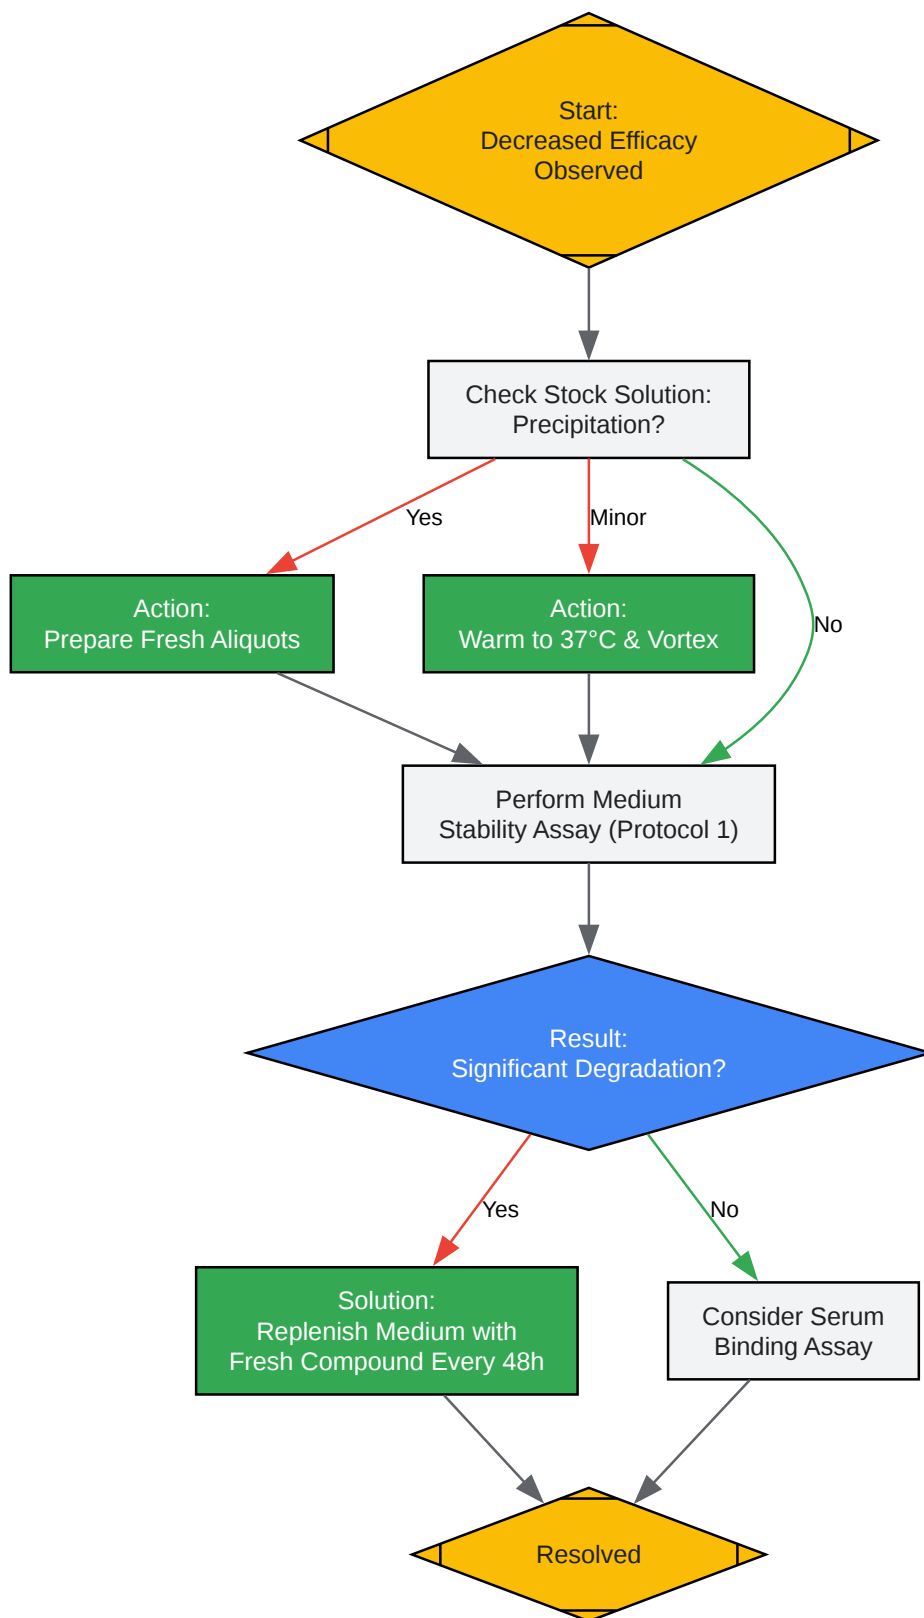 Start:
Decreased Efficacy
Observed
Check Stock Solution:
Precipitation?
Yes
Minor
No
Action:
Prepare Fresh Aliquots
Action:
Warm to 37°C & Vortex
Perform Medium
Stability Assay (Protocol 1)
Result:
Significant Degradation?
Yes
No
Solution:
Replenish Medium with
Fresh Compound Every 48h
Consider Serum
Binding Assay
Resolved